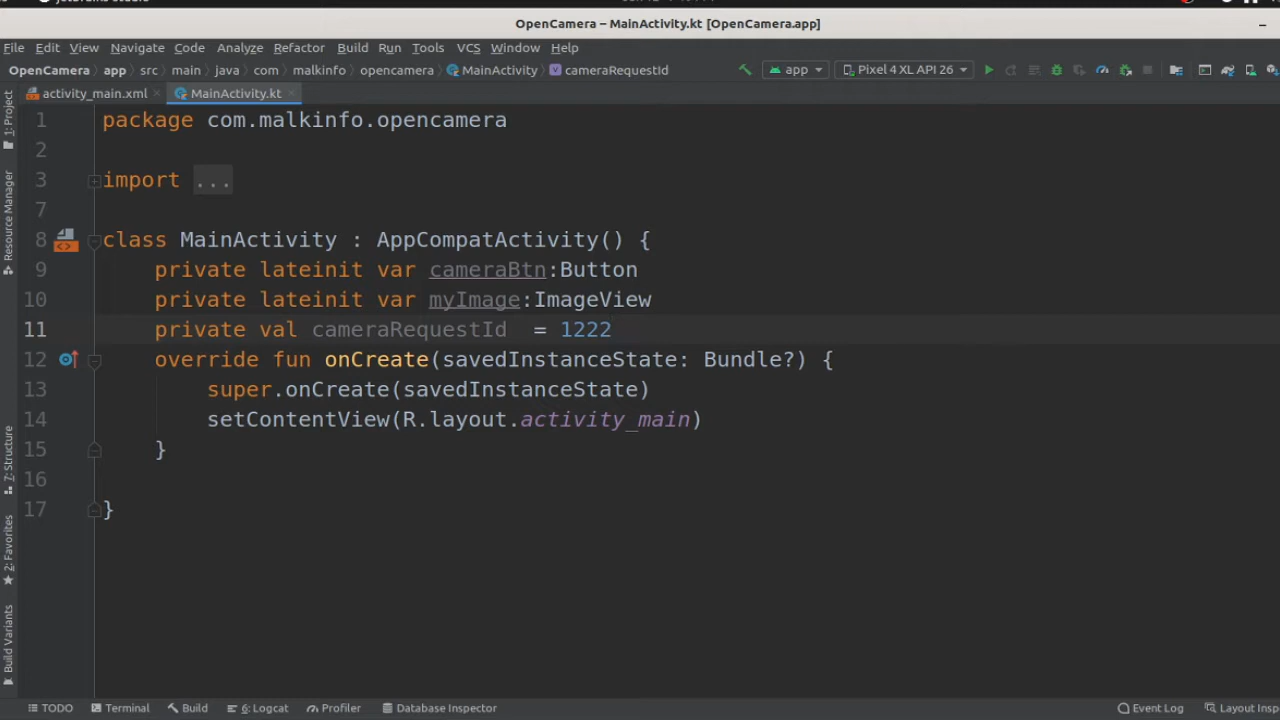 OpenCamera – MainActivity.kt [OpenCamera.app]
File Edit View Navigate Code Analyze Refactor Build Run Tools VCS Window Help
OpenCamera app src main java com malkinfo opencamera MainActivity cameraRequestId app Pixel 4 XL API 26
activity_main.xml MainActivity.kt
1: Project
Resource Manager
7: Structure
2: Favorites
Build Variants
1 package com.malkinfo.opencamera
2
3 import ...
7
8 class MainActivity : AppCompatActivity() {
9 private lateinit var cameraBtn:Button
10 private lateinit var myImage:ImageView
11 private val cameraRequestId  = 1222
12 override fun onCreate(savedInstanceState: Bundle?) {
13 super.onCreate(savedInstanceState)
14 setContentView(R.layout.activity_main)
15 }
16
17 }
TODO Terminal Build 6: Logcat Profiler Database Inspector Event Log Layout Insp